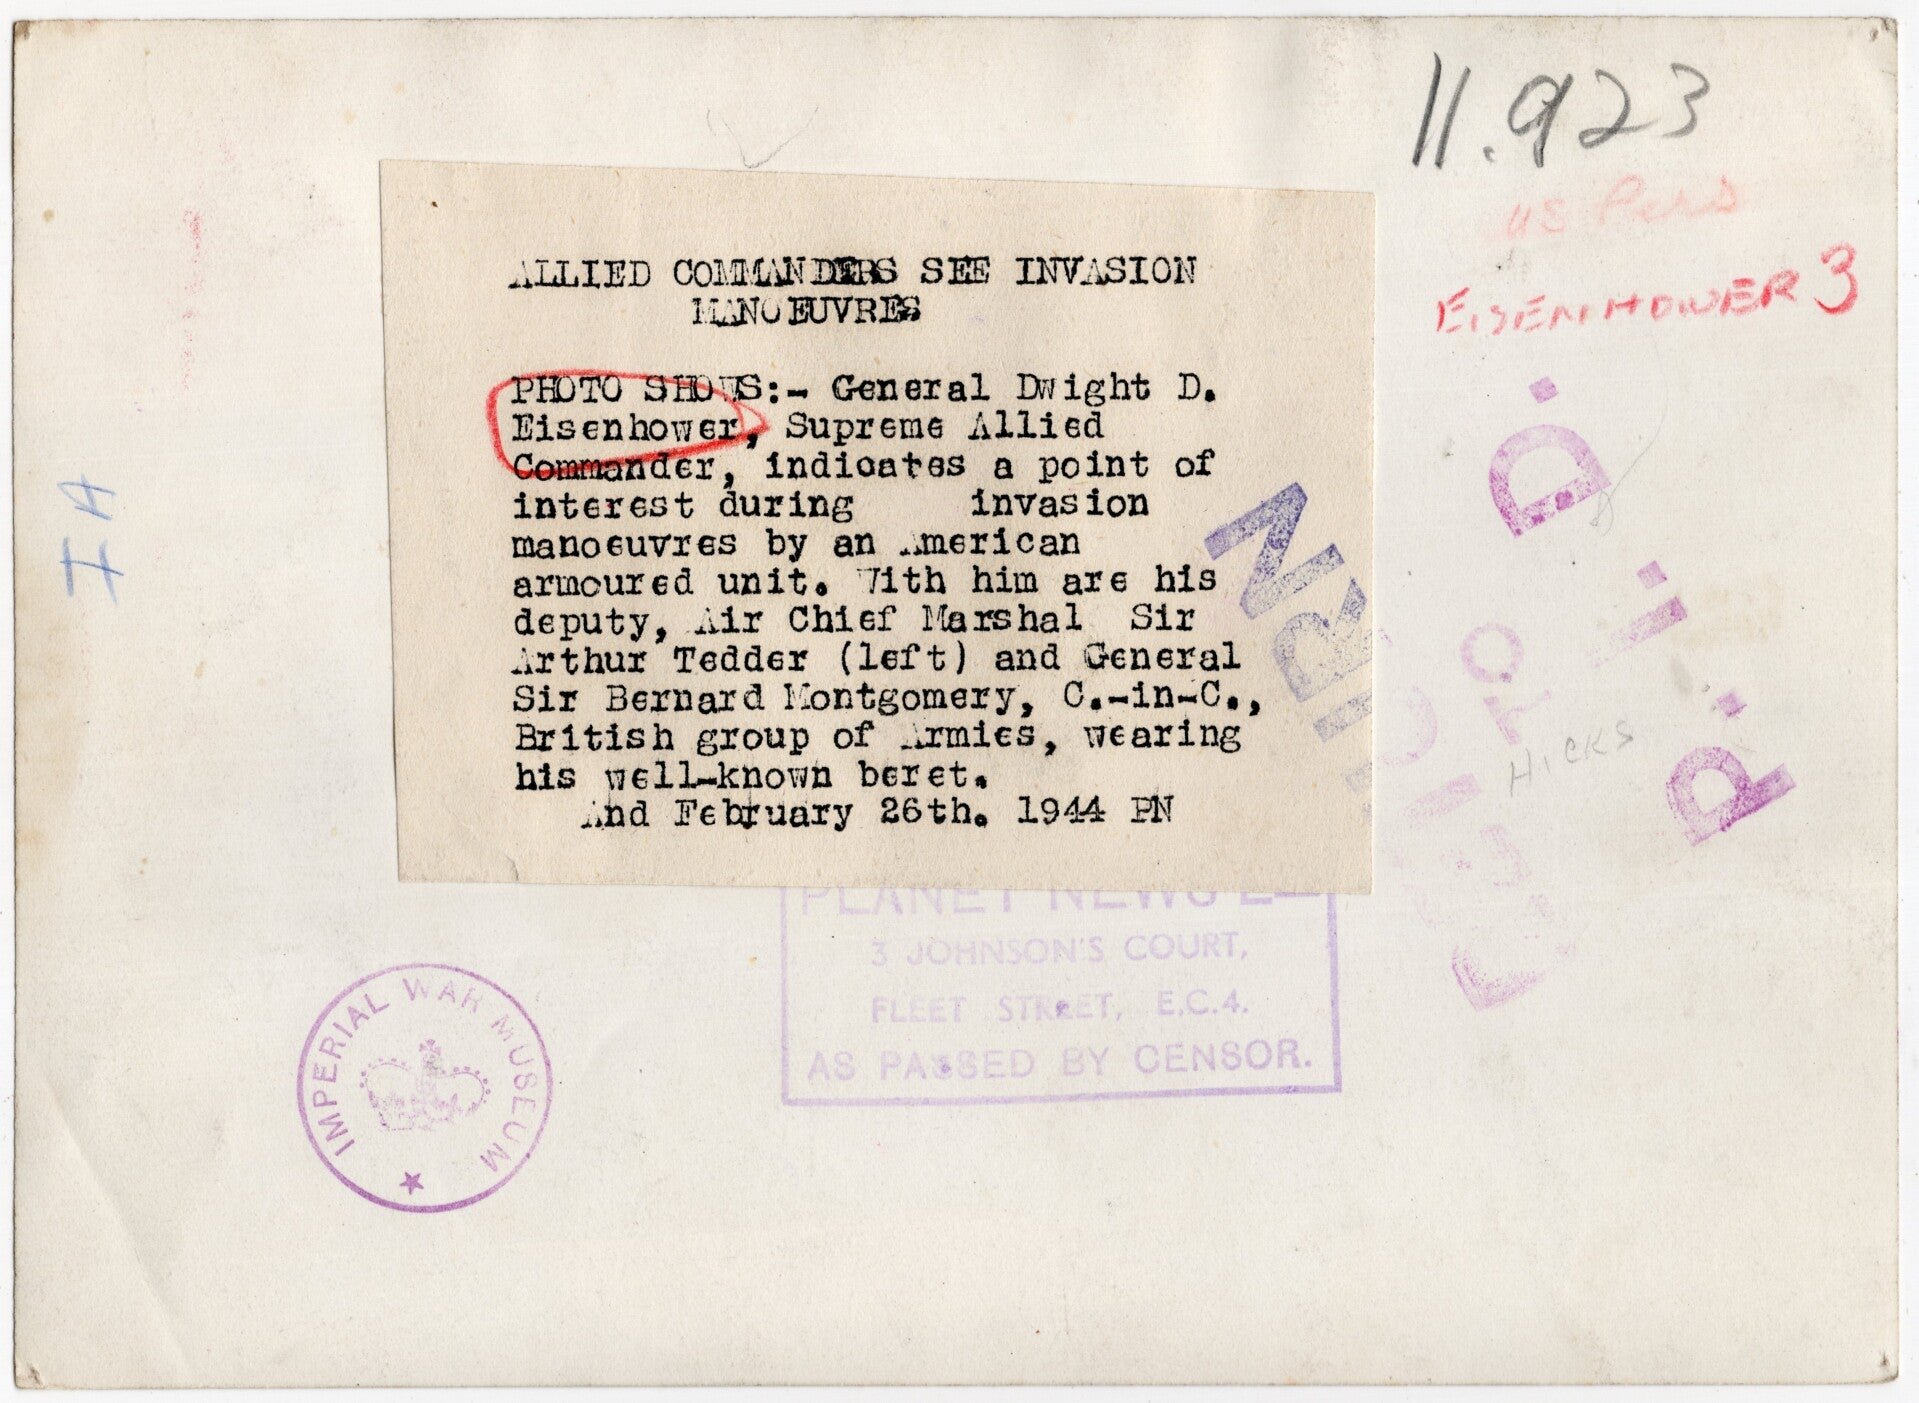 11.923
US Pers
EISENHOWER 3
ALLIED COMMANDERS SEE INVASION
MANOEUVRES
PHOTO SHOWS:- General Dwight D.
Eisenhower, Supreme Allied
Commander, indicates a point of
interest during invasion
manoeuvres by an American
armoured unit. With him are his
deputy, Air Chief Marshal Sir
Arthur Tedder (left) and General
Sir Bernard Montgomery, C.-in-C.,
British group of Armies, wearing
his well-known beret.
And February 26th. 1944 PN
PLANET NEWS
3 JOHNSON'S COURT,
FLEET STREET, E.C.4.
AS PASSED BY CENSOR.
IMPERIAL WAR MUSEUM
IA
HICKS
P.I.D.